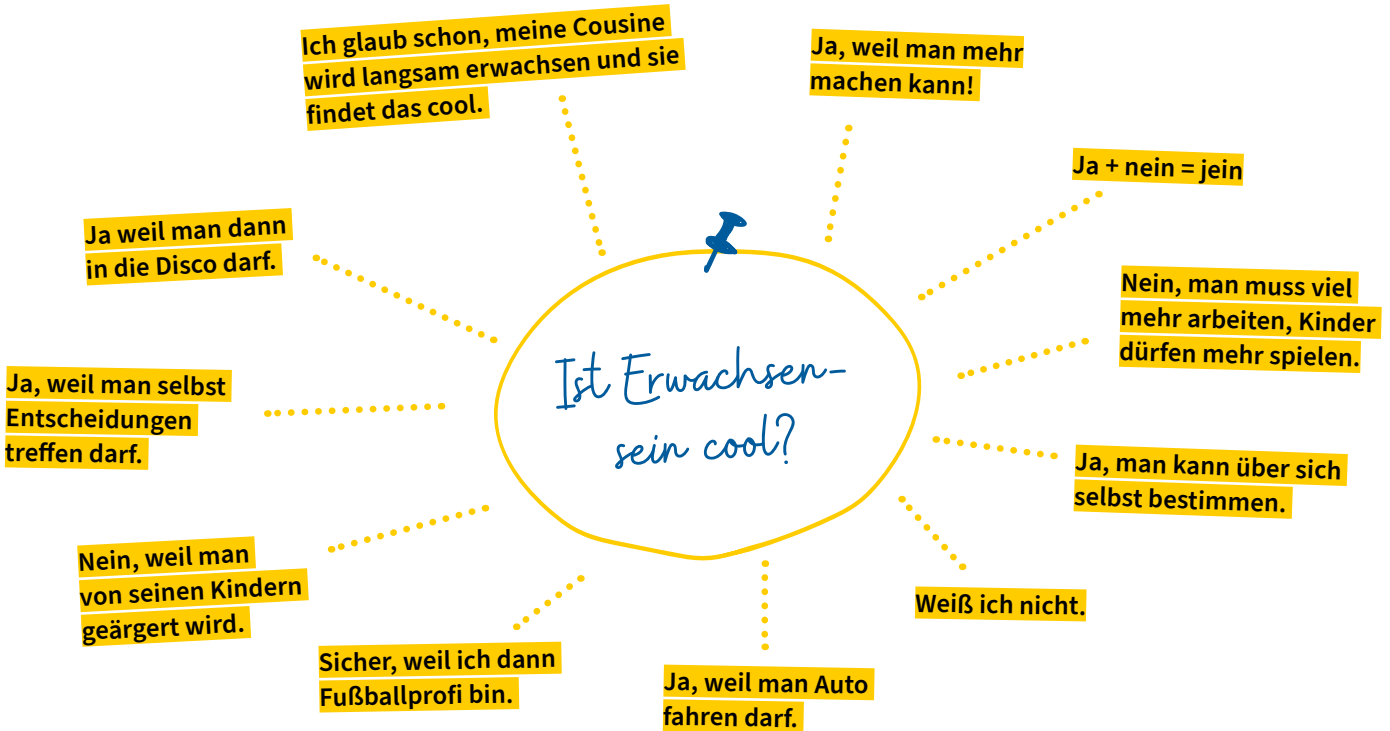 Ich glaub schon, meine Cousine
wird langsam erwachsen und sie
findet das cool.
Ja, weil man mehr
machen kann!
Ja + nein = jein
Ja weil man dann
in die Disco darf.
Nein, man muss viel
mehr arbeiten, Kinder
dürfen mehr spielen.
Ist Erwachsen-
sein cool?
Ja, weil man selbst
Entscheidungen
treffen darf.
Ja, man kann über sich
selbst bestimmen.
Nein, weil man
von seinen Kindern
geärgert wird.
Weiß ich nicht.
Sicher, weil ich dann
Fußballprofi bin.
Ja, weil man Auto
fahren darf.